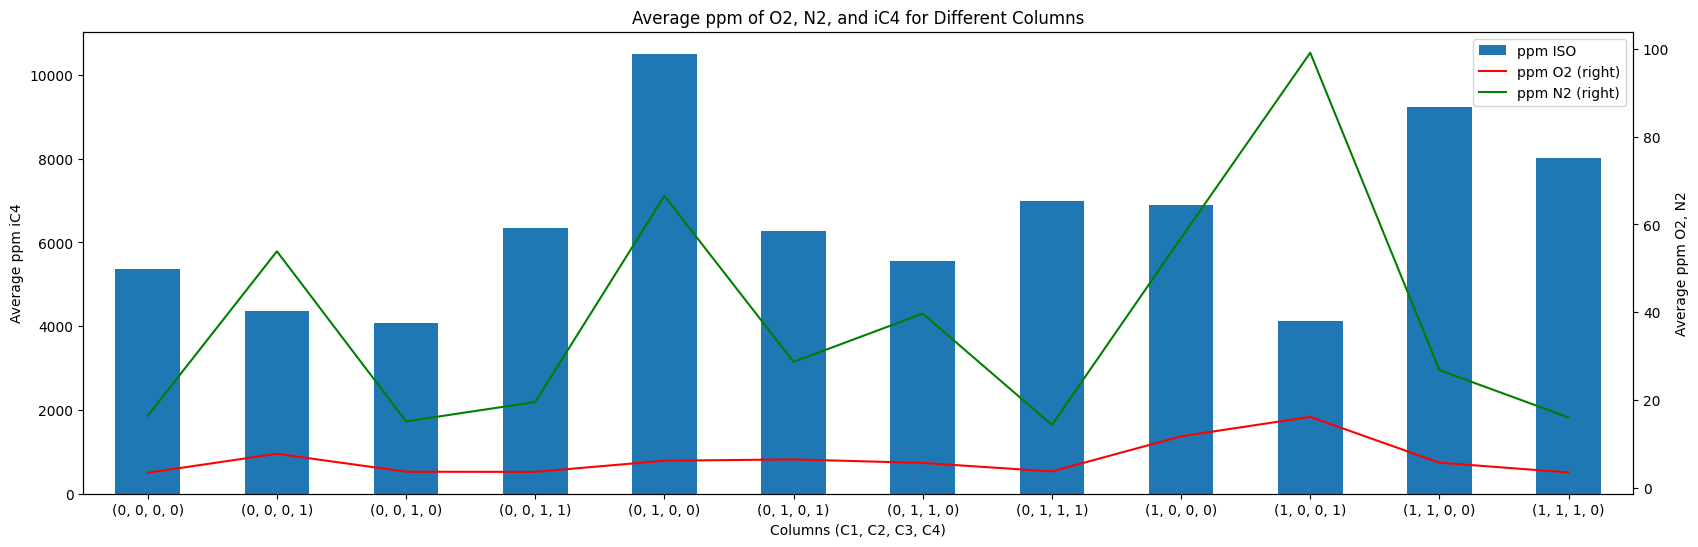 Average ppm of O2, N2, and iC4 for Different Columns
ppm ISO
ppm O2 (right)
ppm N2 (right)
Average ppm iC4
10000
8000
6000
4000
2000
0
Average ppm O2, N2
100
80
60
40
20
0
(0, 0, 0, 0) (0, 0, 0, 1) (0, 0, 1, 0) (0, 0, 1, 1) (0, 1, 0, 0) (0, 1, 0, 1) (0, 1, 1, 0) (0, 1, 1, 1) (1, 0, 0, 0) (1, 0, 0, 1) (1, 1, 0, 0) (1, 1, 1, 0)
Columns (C1, C2, C3, C4)